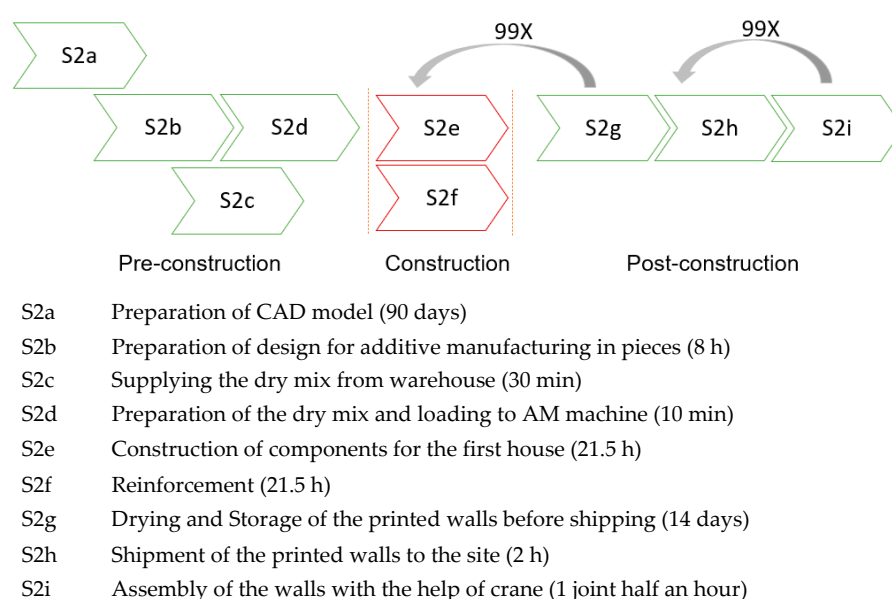 99X
99X
S2a
S2b
S2d
S2e
S2g
S2h
S2i
S2c
S2f
Pre-construction
Construction
Post-construction
S2a Preparation of CAD model (90 days)
S2b Preparation of design for additive manufacturing in pieces (8 h)
S2c Supplying the dry mix from warehouse (30 min)
S2d Preparation of the dry mix and loading to AM machine (10 min)
S2e Construction of components for the first house (21.5 h)
S2f Reinforcement (21.5 h)
S2g Drying and Storage of the printed walls before shipping (14 days)
S2h Shipment of the printed walls to the site (2 h)
S2i Assembly of the walls with the help of crane (1 joint half an hour)